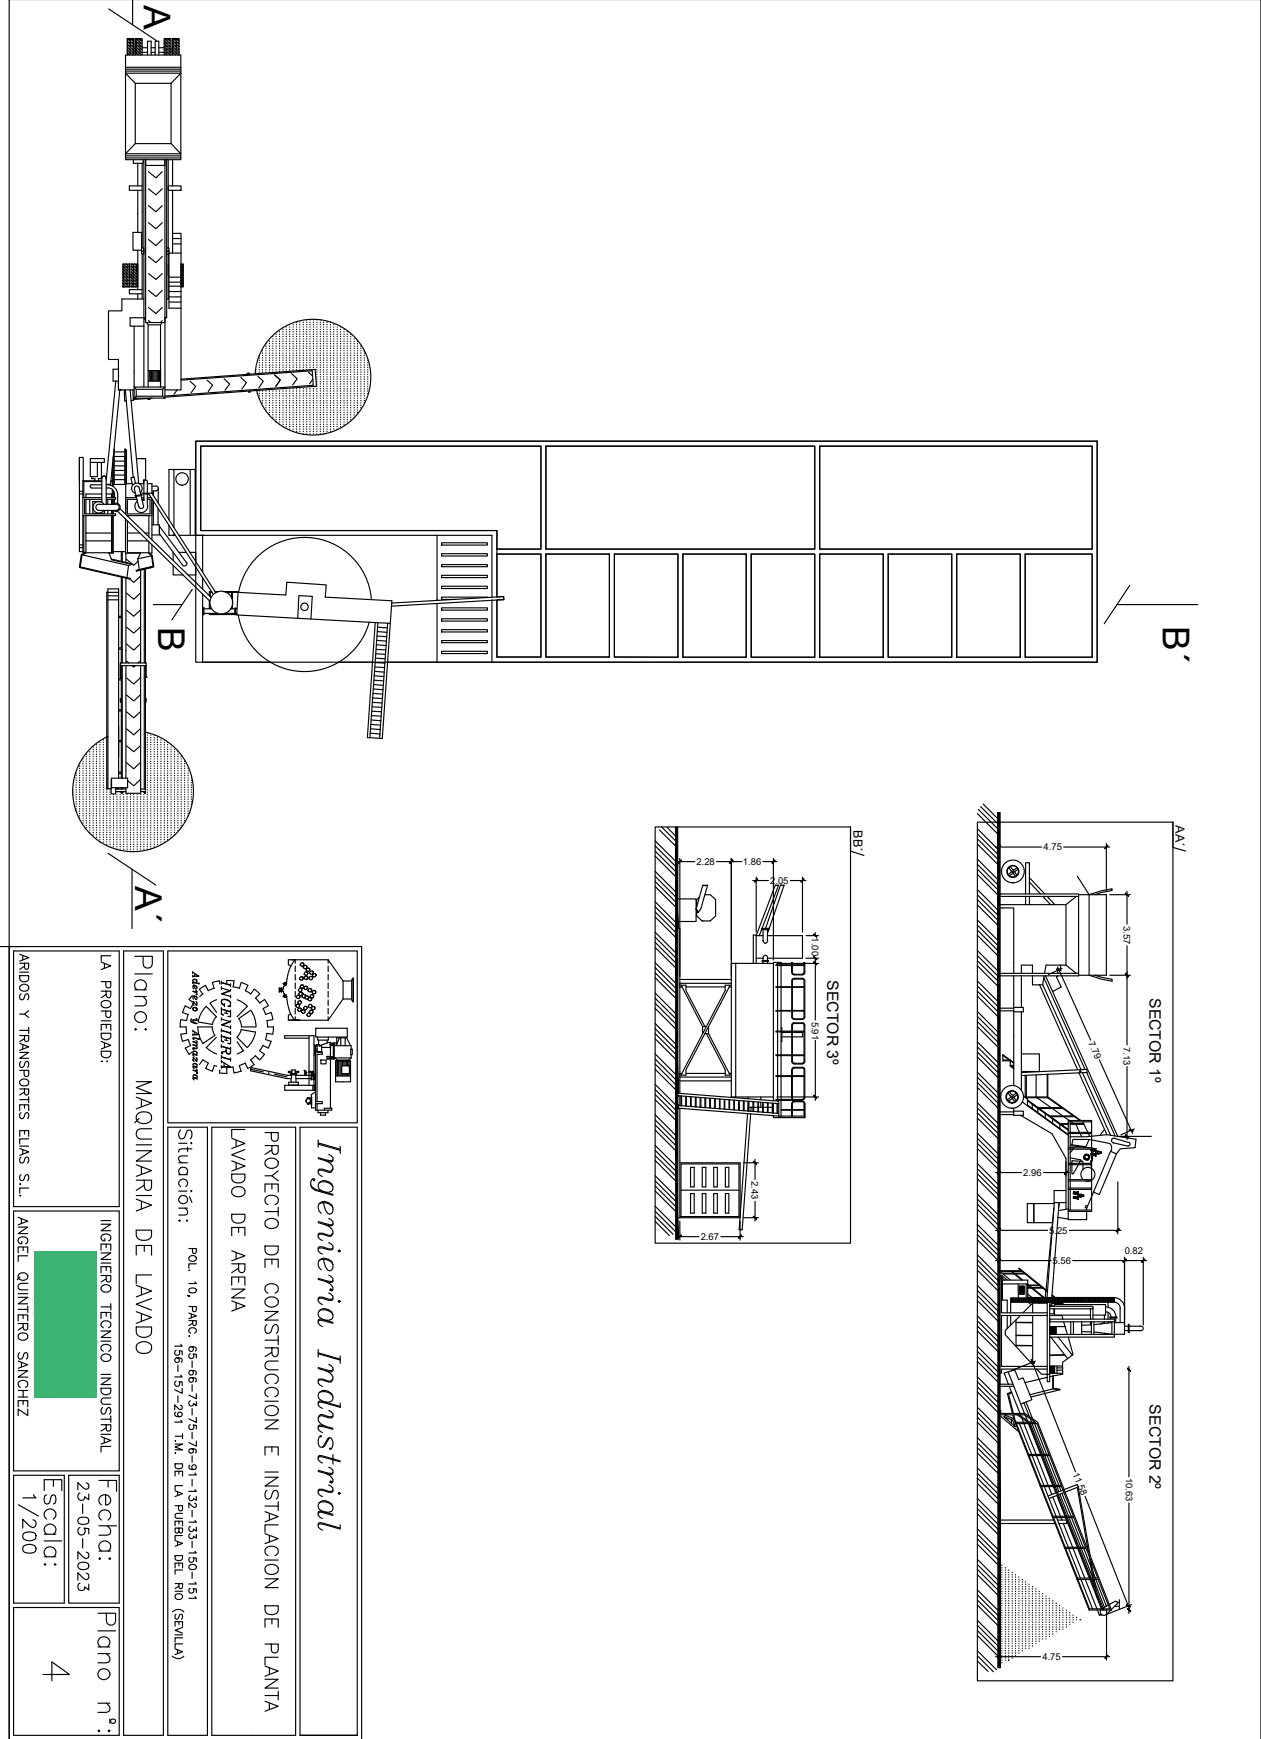 A
A'
B
B'
AA'/
SECTOR 1º
SECTOR 2º
4.75
3.57
7.13
7.79
2.96
5.25
5.56
0.82
10.63
11.58
4.75
BB'/
SECTOR 3º
2.28
1.86
2.05
1.00
5.91
2.43
2.67
INGENIERIA
Aderezo y Almazara
Ingenieria Industrial
PROYECTO DE CONSTRUCCION E INSTALACION DE PLANTA
LAVADO DE ARENA
Situación:
POL. 10, PARC. 65-66-73-75-76-91-132-133-150-151
156-157-291 T.M. DE LA PUEBLA DEL RIO (SEVILLA)
Plano: MAQUINARIA DE LAVADO
LA PROPIEDAD:
ARIDOS Y TRANSPORTES ELIAS S.L.
INGENIERO TECNICO INDUSTRIAL
ANGEL QUINTERO SANCHEZ
Fecha:
23-05-2023
Escala:
1/200
Plano nº:
4